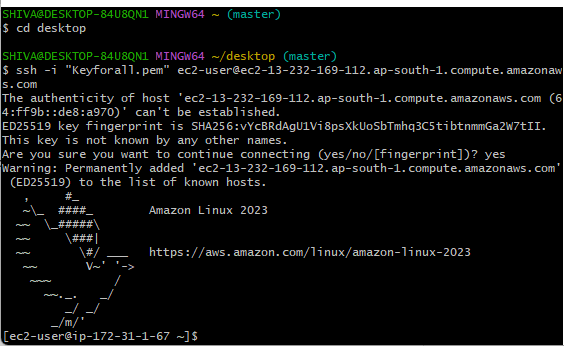 SHIVA@DESKTOP-84U8QN1 MINGW64 ~ (master)
$ cd desktop
SHIVA@DESKTOP-84U8QN1 MINGW64 ~/desktop (master)
$ ssh -i "Keyforall.pem" ec2-user@ec2-13-232-169-112.ap-south-1.compute.amazonaw
s.com
The authenticity of host 'ec2-13-232-169-112.ap-south-1.compute.amazonaws.com (6
4:ff9b::de8:a970)' can't be established.
ED25519 key fingerprint is SHA256:vYcBRdAgU1Vi8psXkUoSbTmhq3C5tibtnmmGa2W7tII.
This key is not known by any other names.
Are you sure you want to continue connecting (yes/no/[fingerprint])? yes
Warning: Permanently added 'ec2-13-232-169-112.ap-south-1.compute.amazonaws.com'
 (ED25519) to the list of known hosts.
   ,     #_
   ~\_  ####_        Amazon Linux 2023
  ~~  \_#####\
  ~~     \###|
  ~~       \#/ ___   https://aws.amazon.com/linux/amazon-linux-2023
   ~~       V~' '->
    ~~~         /
      ~~._.   _/
         _/ _/
       _/m/'
[ec2-user@ip-172-31-1-67 ~]$